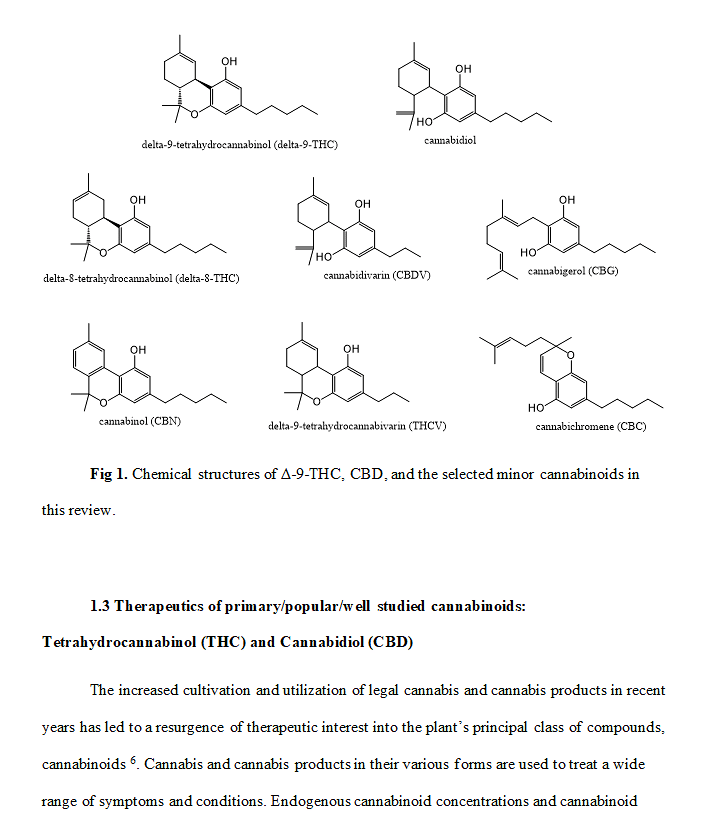 OH
O
delta-9-tetrahydrocannabinol (delta-9-THC)
OH
HO
cannabidiol
OH
O
delta-8-tetrahydrocannabinol (delta-8-THC)
OH
HO
cannabidivarin (CBDV)
OH
HO
cannabigerol (CBG)
OH
O
cannabinol (CBN)
OH
O
delta-9-tetrahydrocannabivarin (THCV)
O
HO
cannabichromene (CBC)
Fig 1. Chemical structures of Δ-9-THC, CBD, and the selected minor cannabinoids in
this review.
1.3 Therapeutics of primary/popular/well studied cannabinoids:
Tetrahydrocannabinol (THC) and Cannabidiol (CBD)
The increased cultivation and utilization of legal cannabis and cannabis products in recent
years has led to a resurgence of therapeutic interest into the plant’s principal class of compounds,
cannabinoids 6. Cannabis and cannabis products in their various forms are used to treat a wide
range of symptoms and conditions. Endogenous cannabinoid concentrations and cannabinoid